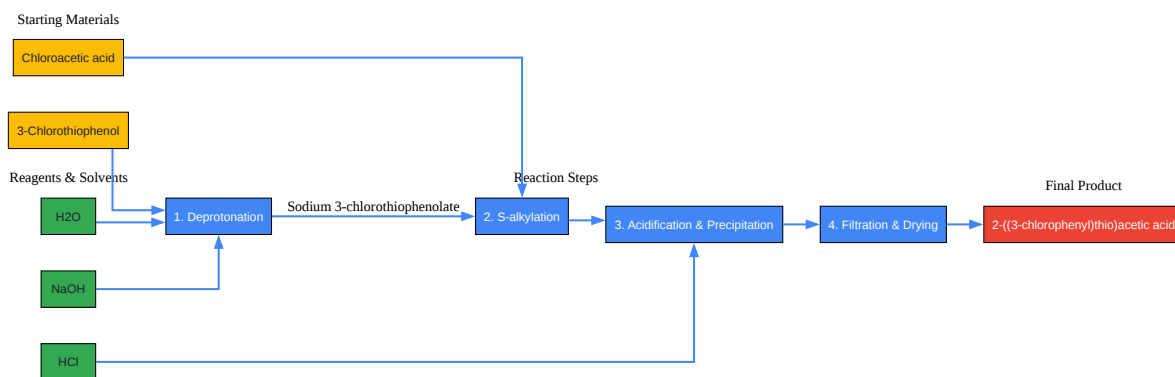 Starting Materials
Chloroacetic acid
3-Chlorothiophenol
Reagents & Solvents
H2O
NaOH
HCl
1. Deprotonation
Sodium 3-chlorothiophenolate
Reaction Steps
2. S-alkylation
3. Acidification & Precipitation
4. Filtration & Drying
Final Product
2-((3-chlorophenyl)thio)acetic acid